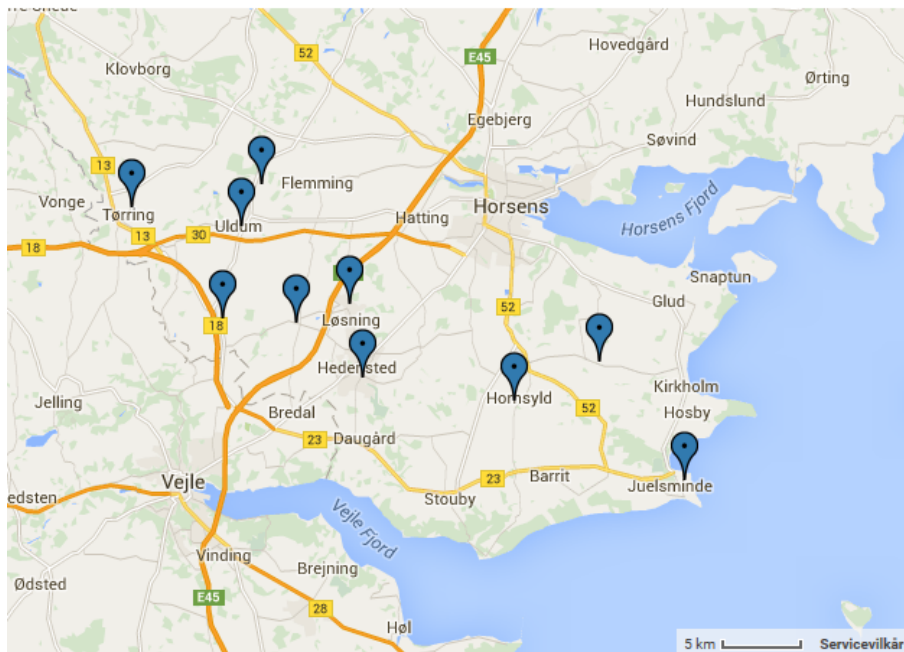 52
E45
Hovedgård
Klovborg
Ørting
Hundslund
Egebjerg
Søvind
13
Flemming
Vonge
Tørring
Horsens
Horsens Fjord
Hatting
Uldum
13
30
18
Snaptun
Glud
52
18
Løsning
Hedensted
Kirkholm
Hornsyld
Jelling
Bredal
52
Hosby
23
Daugård
Vejle
23
Barrit
Juelsminde
Stouby
Vejle Fjord
Vinding
Brejning
Ødsted
E45
28
Høl
5 km
Servicevilkår